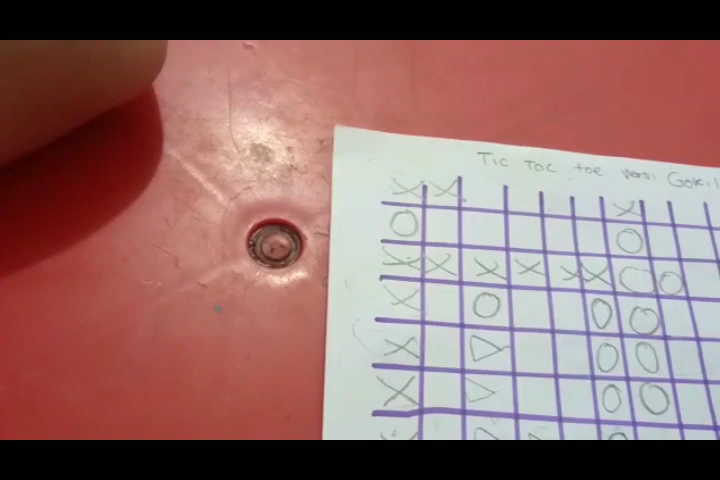 Tic Tac toe versi Gokil
X X X
O O
X X X X X X O O
X O O O
X ▷ O O
X ▷ O O